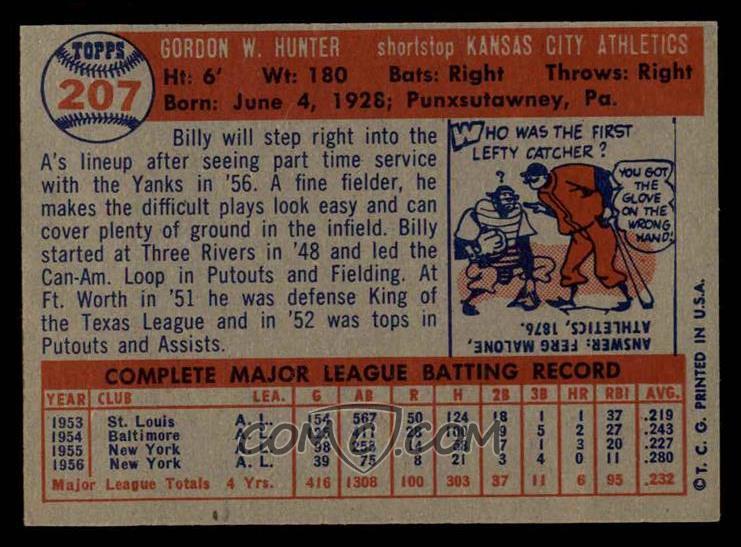 TOPPS
207
GORDON W. HUNTER shortstop KANSAS CITY ATHLETICS
Ht: 6' Wt: 180 Bats: Right Throws: Right
Born: June 4, 1928; Punxsutawney, Pa.
Billy will step right into the
A's lineup after seeing part time service
with the Yanks in '56. A fine fielder, he
makes the difficult plays look easy and can
cover plenty of ground in the infield. Billy
started at Three Rivers in '48 and led the
Can-Am. Loop in Putouts and Fielding. At
Ft. Worth in '51 he was defense King of
the Texas League and in '52 was tops in
Putouts and Assists.
WHO WAS THE FIRST
LEFTY CATCHER?
?
YOU GOT
THE
GLOVE
ON THE
WRONG
HAND!
ANSWER: FERG MALONE,
ATHLETICS, 1876.
COMPLETE MAJOR LEAGUE BATTING RECORD
YEAR CLUB LEA. G AB R H 2B 3B HR RBI AVG.
1953 St. Louis A. L. 154 567 50 124 18 1 1 37 .219
1954 Baltimore A. L. 411 28 5 2 27 .243
1955 New York A. L. 98 255 3 20 .227
1956 New York A. L. 39 75 8 21 3 4 0 11 .280
Major League Totals 4 Yrs. 416 1308 100 303 37 11 6 95 .232
© T. C. G. PRINTED IN U.S.A.
COMC.COM